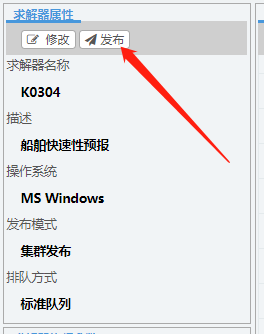 求解器属性
修改 发布
求解器名称
K0304
描述
船舶快速性预报
操作系统
MS Windows
发布模式
集群发布
排队方式
标准队列